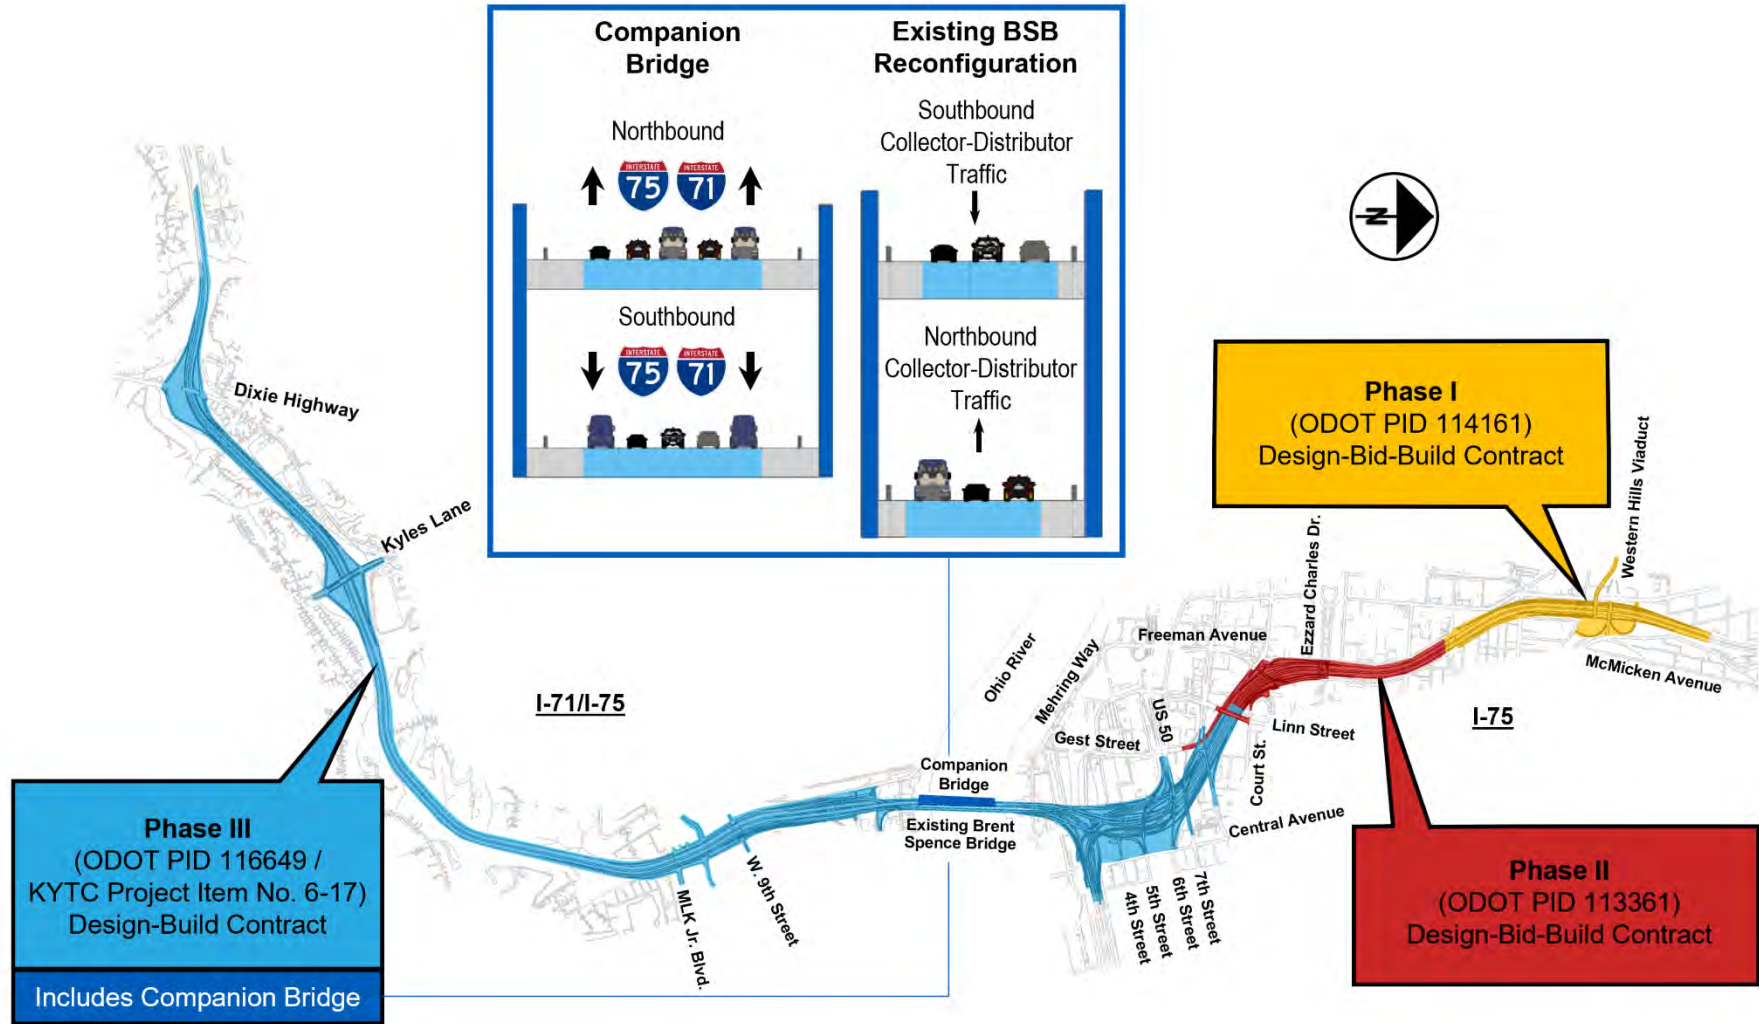 Companion
Bridge
Northbound
INTERSTATE
75
INTERSTATE
71
Southbound
INTERSTATE
75
INTERSTATE
71
Existing BSB
Reconfiguration
Southbound
Collector-Distributor
Traffic
Northbound
Collector-Distributor
Traffic
N
Phase I
(ODOT PID 114161)
Design-Bid-Build Contract
Western Hills Viaduct
Dixie Highway
Kyles Lane
Ezzard Charles Dr.
Freeman Avenue
Ohio River
Mehring Way
McMicken Avenue
I-71/I-75
I-75
US 50
Gest Street
Linn Street
Court St.
Central Avenue
Companion
Bridge
Existing Brent
Spence Bridge
W. 9th Street
MLK Jr. Blvd.
4th Street
5th Street
6th Street
7th Street
Phase III
(ODOT PID 116649 /
KYTC Project Item No. 6-17)
Design-Build Contract
Includes Companion Bridge
Phase II
(ODOT PID 113361)
Design-Bid-Build Contract